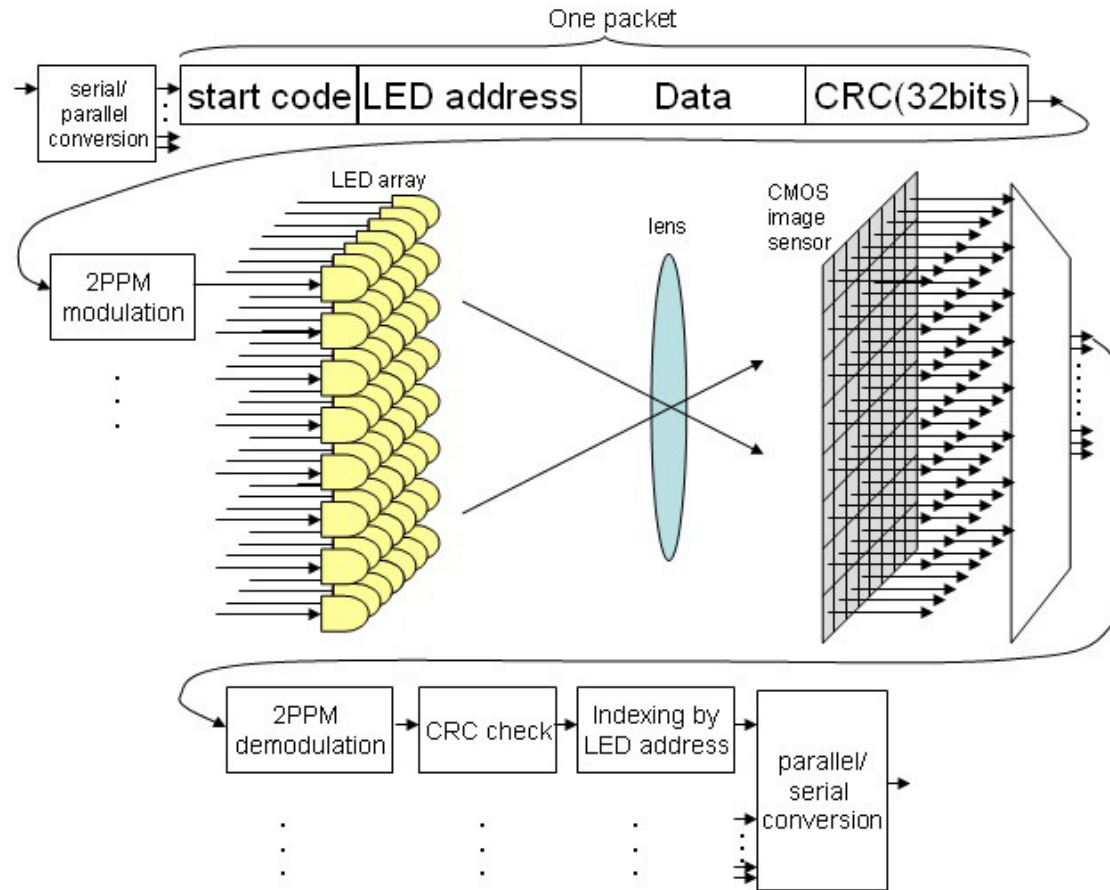 One packet
serial/
parallel
conversion
start code
LED address
Data
CRC(32bits)
LED array
lens
CMOS
image
sensor
2PPM
modulation
2PPM
demodulation
CRC check
Indexing by
LED address
parallel/
serial
conversion